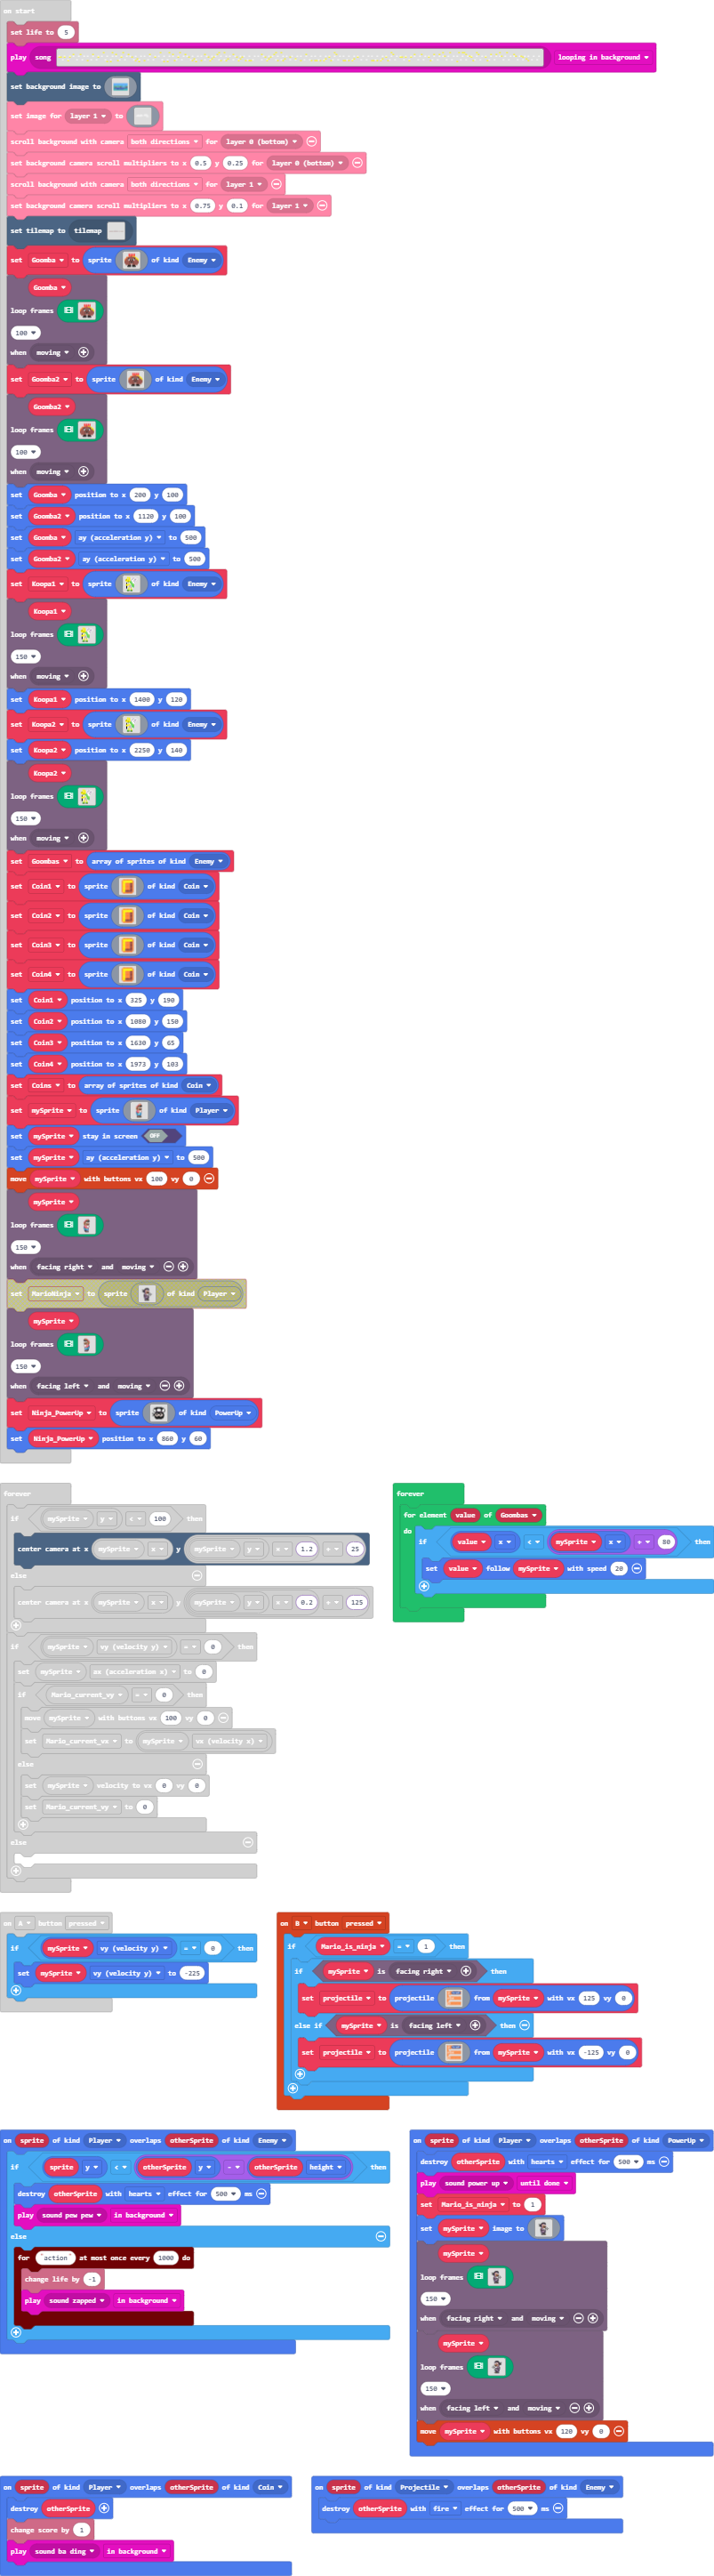 on start
set life to 5
play song looping in background
set background image to
set image for layer 1 to
scroll background with camera both directions for layer 0 (bottom)
set background camera scroll multipliers to x 0.5 y 0.25 for layer 0 (bottom)
scroll background with camera both directions for layer 1
set background camera scroll multipliers to x 0.75 y 0.1 for layer 1
set tilemap to tilemap
set Goomba to sprite of kind Enemy
Goomba
loop frames
100
when moving
set Goomba2 to sprite of kind Enemy
Goomba2
loop frames
100
when moving
set Goomba position to x 200 y 100
set Goomba2 position to x 1120 y 100
set Goomba ay (acceleration y) to 500
set Goomba2 ay (acceleration y) to 500
set Koopa1 to sprite of kind Enemy
Koopa1
loop frames
150
when moving
set Koopa1 position to x 1400 y 120
set Koopa2 to sprite of kind Enemy
set Koopa2 position to x 2250 y 140
Koopa2
loop frames
150
when moving
set Goombas to array of sprites of kind Enemy
set Coin1 to sprite of kind Coin
set Coin2 to sprite of kind Coin
set Coin3 to sprite of kind Coin
set Coin4 to sprite of kind Coin
set Coin1 position to x 325 y 190
set Coin2 position to x 1080 y 150
set Coin3 position to x 1630 y 65
set Coin4 position to x 1973 y 103
set Coins to array of sprites of kind Coin
set mySprite to sprite of kind Player
set mySprite stay in screen OFF
set mySprite ay (acceleration y) to 500
move mySprite with buttons vx 100 vy 0
mySprite
loop frames
150
when facing right and moving
set MarioNinja to sprite of kind Player
mySprite
loop frames
150
when facing left and moving
set Ninja_PowerUp to sprite of kind PowerUp
set Ninja_PowerUp position to x 860 y 60
forever
if mySprite y < 100 then
center camera at x mySprite x y mySprite y × 1.2 + 25
else
center camera at x mySprite x y mySprite y × 0.2 + 125
if mySprite vy (velocity y) = 0 then
set mySprite ax (acceleration x) to 0
if Mario_current_vy = 0 then
move mySprite with buttons vx 100 vy 0
set Mario_current_vx to mySprite vx (velocity x)
else
set mySprite velocity to vx 0 vy 0
set Mario_current_vy to 0
else
forever
for element value of Goombas
do if value x < mySprite x + 80 then
set value follow mySprite with speed 20
on A button pressed
if mySprite vy (velocity y) = 0 then
set mySprite vy (velocity y) to -225
on B button pressed
if Mario_is_ninja = 1 then
if mySprite is facing right then
set projectile to projectile from mySprite with vx 125 vy 0
else if mySprite is facing left then
set projectile to projectile from mySprite with vx -125 vy 0
on sprite of kind Player overlaps otherSprite of kind Enemy
if sprite y < otherSprite y - otherSprite height then
destroy otherSprite with hearts effect for 500 ms
play sound pew pew in background
else
for "action" at most once every 1000 do
change life by -1
play sound zapped in background
on sprite of kind Player overlaps otherSprite of kind PowerUp
destroy otherSprite with hearts effect for 500 ms
play sound power up until done
set Mario_is_ninja to 1
set mySprite image to
mySprite
loop frames
150
when facing right and moving
mySprite
loop frames
150
when facing left and moving
move mySprite with buttons vx 120 vy 0
on sprite of kind Player overlaps otherSprite of kind Coin
destroy otherSprite
change score by 1
play sound ba ding in background
on sprite of kind Projectile overlaps otherSprite of kind Enemy
destroy otherSprite with fire effect for 500 ms